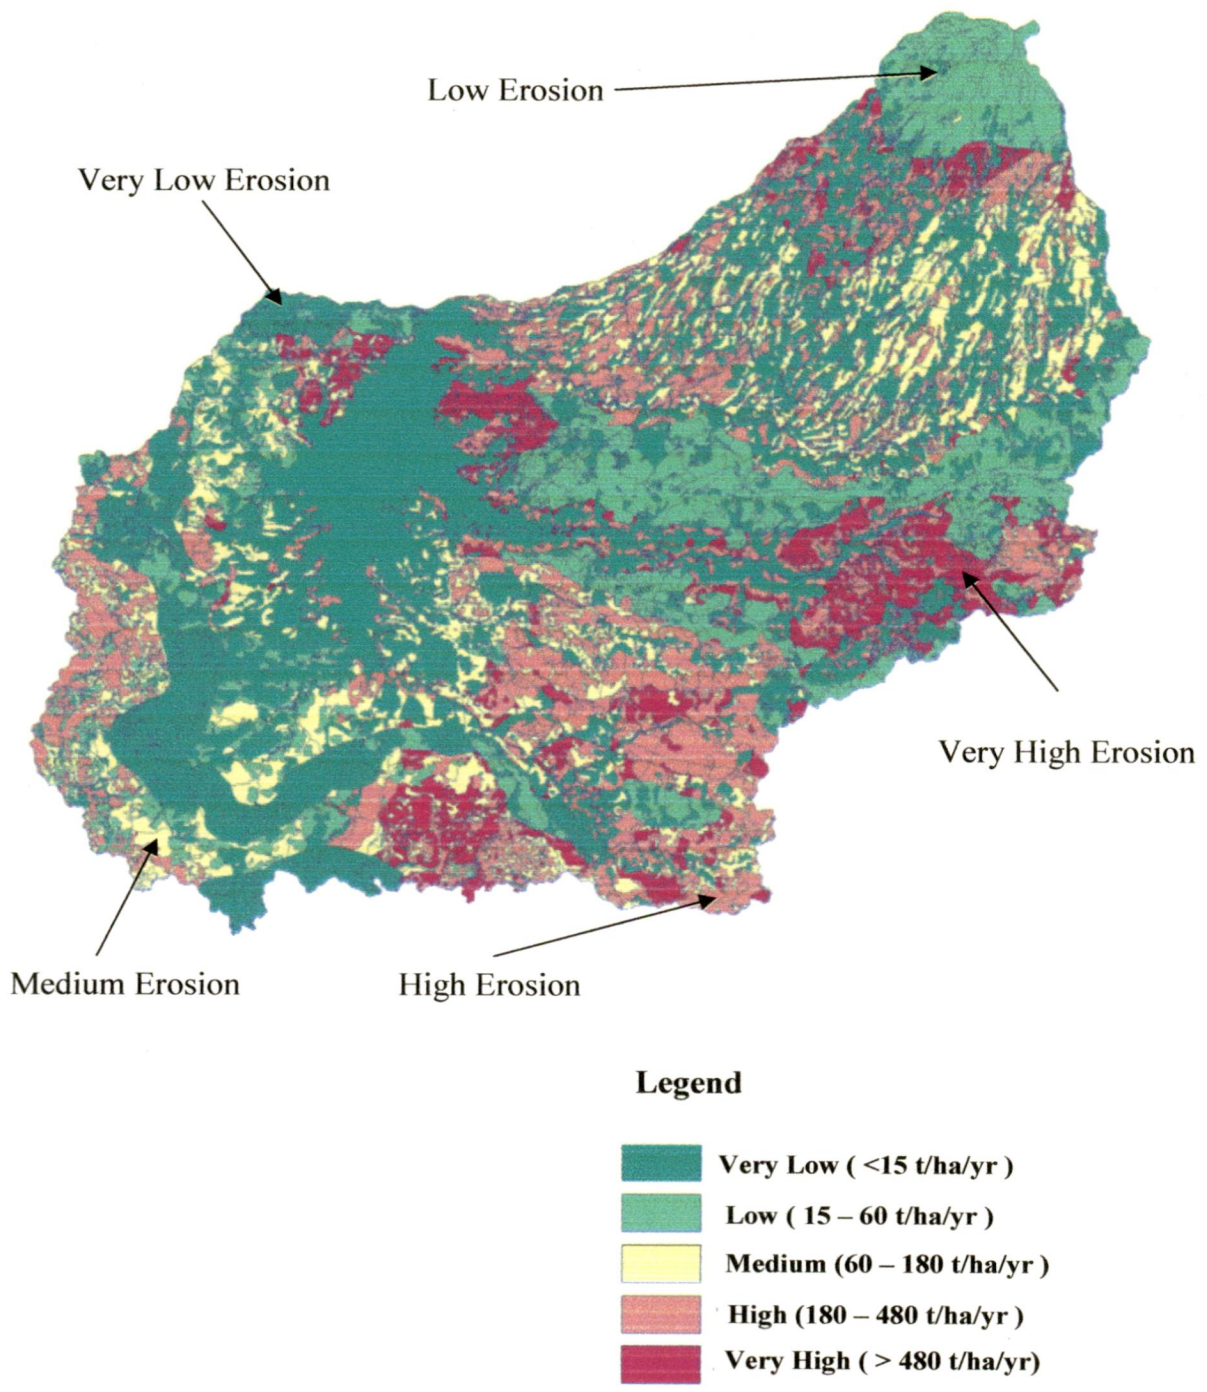 Low Erosion
Very Low Erosion
Very High Erosion
Medium Erosion
High Erosion
Legend
Very Low ( <15 t/ha/yr )
Low ( 15 – 60 t/ha/yr )
Medium (60 – 180 t/ha/yr )
High (180 – 480 t/ha/yr )
Very High ( > 480 t/ha/yr)